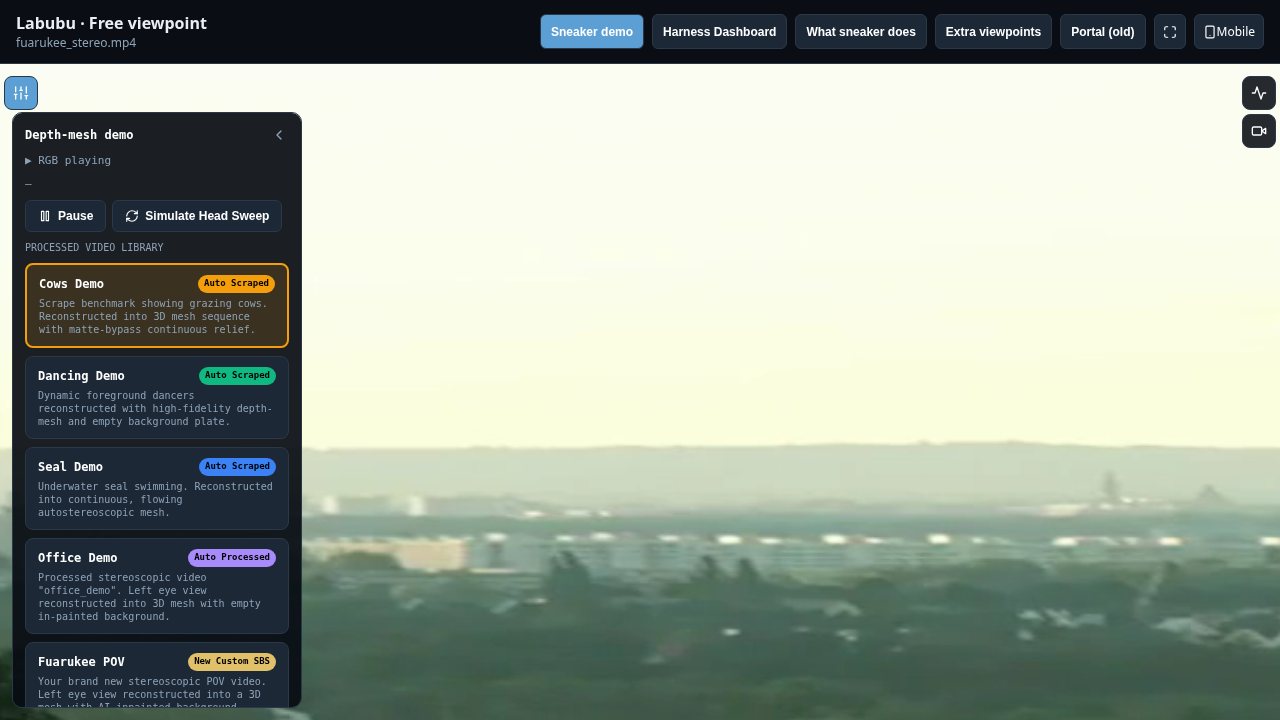 Labubu · Free viewpoint
fuarukee_stereo.mp4
Sneaker demo
Harness Dashboard
What sneaker does
Extra viewpoints
Portal (old)
Mobile
Depth-mesh demo
▶ RGB playing
—
Pause
Simulate Head Sweep
PROCESSED VIDEO LIBRARY
Cows Demo
Auto Scraped
Scrape benchmark showing grazing cows.
Reconstructed into 3D mesh sequence
with matte-bypass continuous relief.
Dancing Demo
Auto Scraped
Dynamic foreground dancers
reconstructed with high-fidelity depth-
mesh and empty background plate.
Seal Demo
Auto Scraped
Underwater seal swimming. Reconstructed
into continuous, flowing
autostereoscopic mesh.
Office Demo
Auto Processed
Processed stereoscopic video
"office_demo". Left eye view
reconstructed into 3D mesh with empty
in-painted background.
Fuarukee POV
New Custom SBS
Your brand new stereoscopic POV video.
Left eye view reconstructed into a 3D
mesh with AI inpainted background